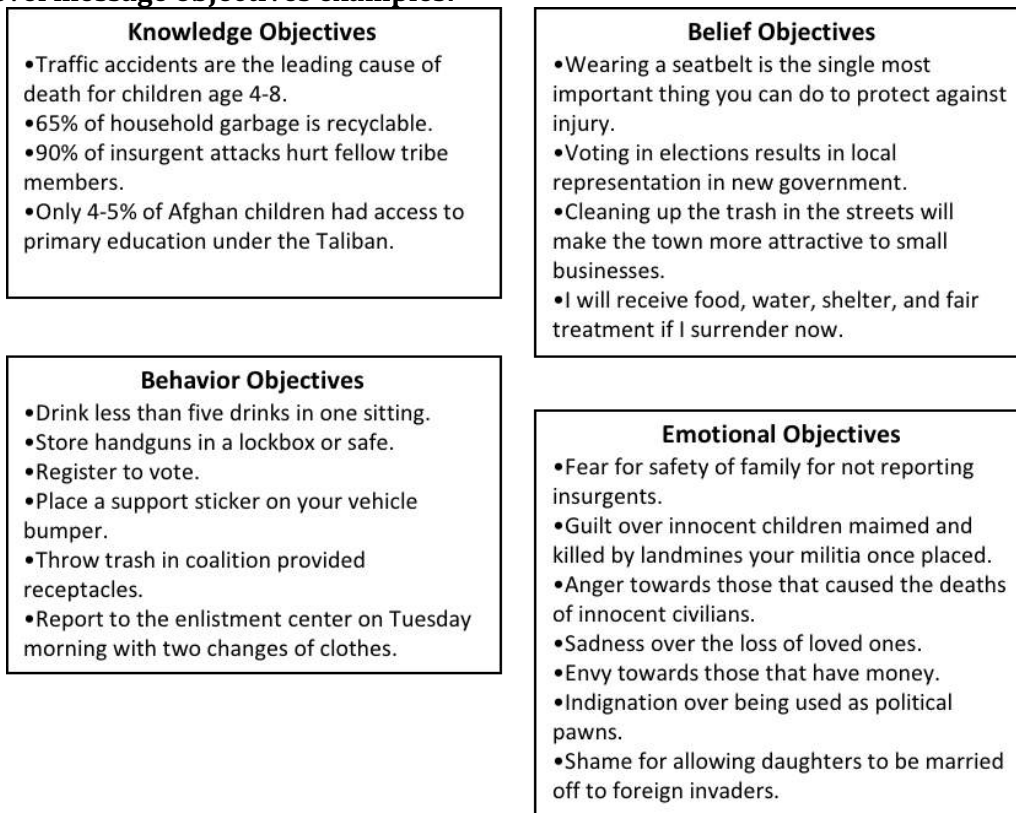 message objectives examples:
Knowledge Objectives
•Traffic accidents are the leading cause of
death for children age 4-8.
•65% of household garbage is recyclable.
•90% of insurgent attacks hurt fellow tribe
members.
•Only 4-5% of Afghan children had access to
primary education under the Taliban.
Belief Objectives
•Wearing a seatbelt is the single most
important thing you can do to protect against
injury.
•Voting in elections results in local
representation in new government.
•Cleaning up the trash in the streets will
make the town more attractive to small
businesses.
•I will receive food, water, shelter, and fair
treatment if I surrender now.
Behavior Objectives
•Drink less than five drinks in one sitting.
•Store handguns in a lockbox or safe.
•Register to vote.
•Place a support sticker on your vehicle
bumper.
•Throw trash in coalition provided
receptacles.
•Report to the enlistment center on Tuesday
morning with two changes of clothes.
Emotional Objectives
•Fear for safety of family for not reporting
insurgents.
•Guilt over innocent children maimed and
killed by landmines your militia once placed.
•Anger towards those that caused the deaths
of innocent civilians.
•Sadness over the loss of loved ones.
•Envy towards those that have money.
•Indignation over being used as political
pawns.
•Shame for allowing daughters to be married
off to foreign invaders.